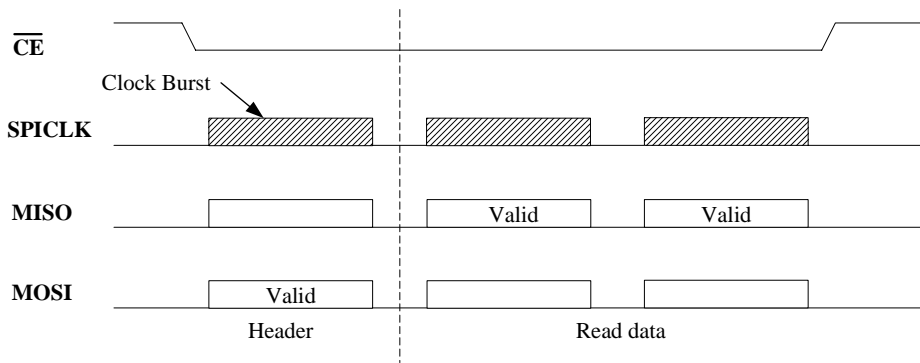 CE
Clock Burst
SPICLK
MISO
Valid
Valid
MOSI
Valid
Header
Read data